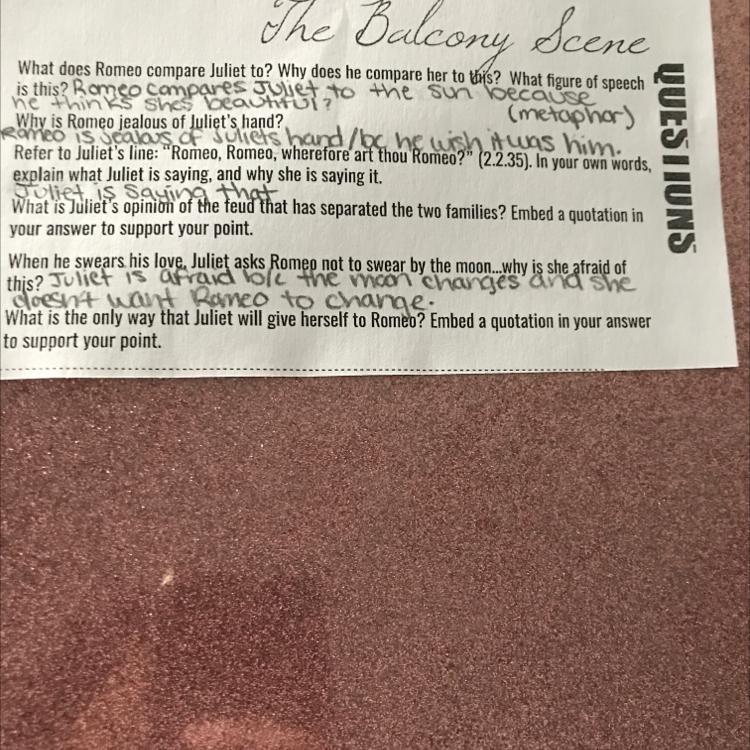 The Balcony Scene
What does Romeo compare Juliet to? Why does he compare her to this? What figure of speech
is this? Romeo compares Juliet to the sun because
he thinks shes beautiful? (metaphor)
Why is Romeo jealous of Juliet's hand?
Romeo is jealous of Juliets hand/bc he wish it was him.
Refer to Juliet's line: "Romeo, Romeo, wherefore art thou Romeo?" (2.2.35). In your own words,
explain what Juliet is saying, and why she is saying it.
Juliet is saying that
What is Juliet's opinion of the feud that has separated the two families? Embed a quotation in
your answer to support your point.
When he swears his love, Juliet asks Romeo not to swear by the moon...why is she afraid of
this? Juliet is afraid b/c the moon changes and she
doesnt want Romeo to change.
What is the only way that Juliet will give herself to Romeo? Embed a quotation in your answer
to support your point.
QUESTIONS